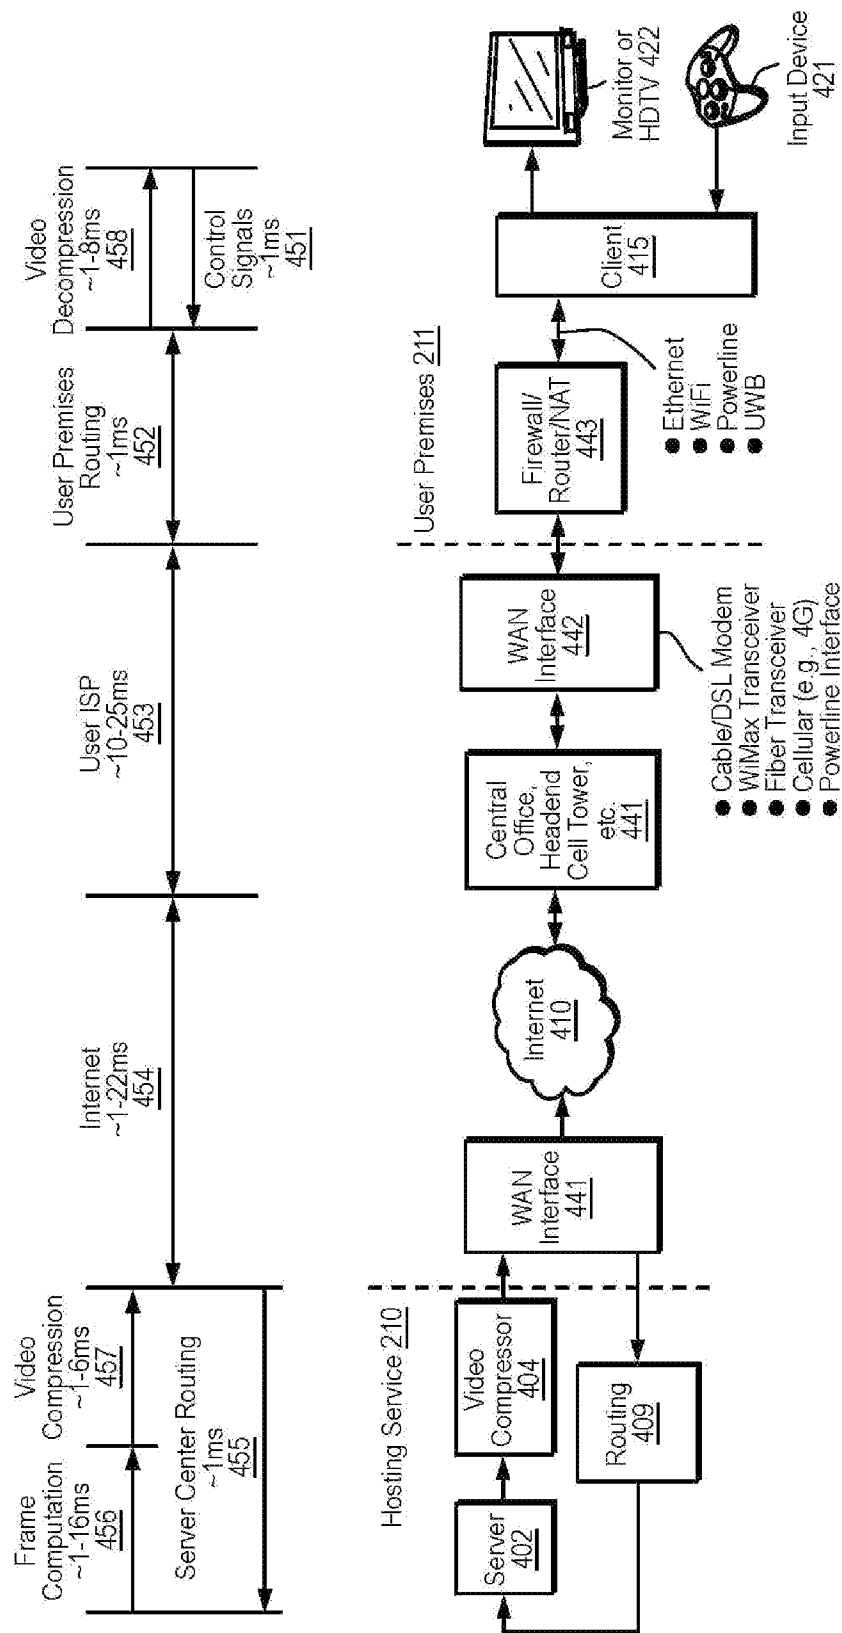 Frame
Computation
~1-16ms
456
Video
Compression
~1-6ms
457
Server Center Routing
~1ms
455
Internet
~1-22ms
454
User ISP
~10-25ms
453
User Premises
Routing
~1ms
452
Video
Decompression
~1-8ms
458
Control
Signals
~1ms
451
Hosting Service 210
Server
402
Video
Compressor
404
Routing
409
WAN
Interface
441
Internet
410
Central
Office,
Headend
Cell Tower,
etc.
441
WAN
Interface
442
● Cable/DSL Modem
● WiMax Transceiver
● Fiber Transceiver
● Cellular (e.g., 4G)
● Powerline Interface
User Premises 211
Firewall/
Router/NAT
443
● Ethernet
● WiFi
● Powerline
● UWB
Client
415
Monitor or
HDTV 422
Input Device
421